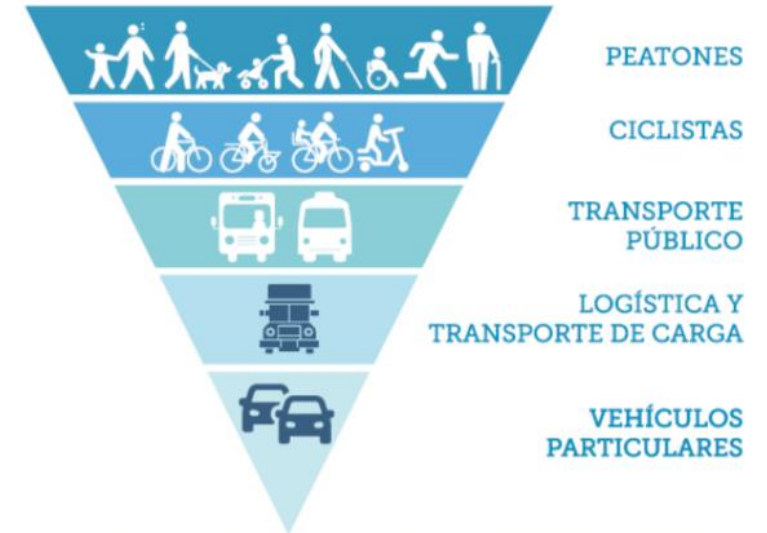 PEATONES
CICLISTAS
TRANSPORTE
PÚBLICO
LOGÍSTICA Y
TRANSPORTE DE CARGA
VEHÍCULOS
PARTICULARES